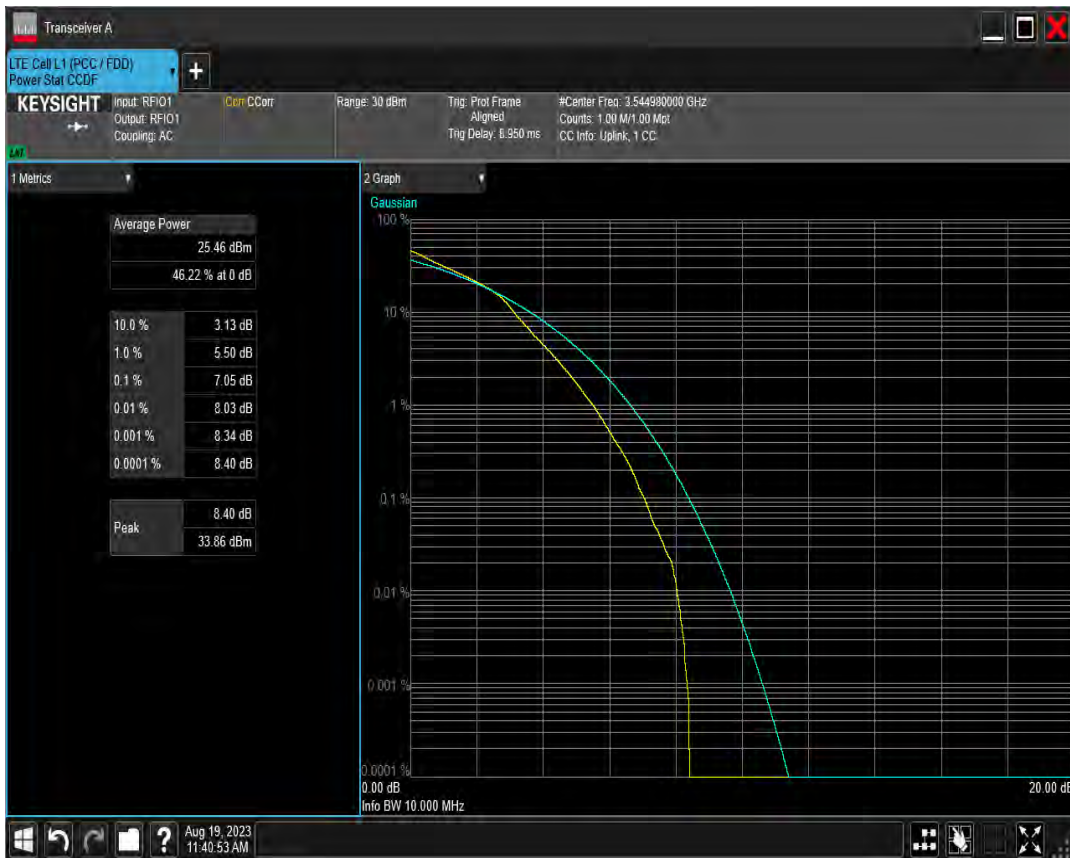 Transceiver A
LTE Cell L1 (PCC / FDD)
Power Stat CCDF
+
KEYSIGHT
Input: RFIO1
Output: RFIO1
Coupling: AC
Corr CCorr
Range: 30 dBm
Trig: Prot Frame
Aligned
Trig Delay: 8.950 ms
#Center Freq: 3.544980000 GHz
Counts: 1.00 M/1.00 Mpt
CC Info: Uplink, 1 CC
1 Metrics
Average Power
25.46 dBm
46.22 % at 0 dB
10.0 % 3.13 dB
1.0 % 5.50 dB
0.1 % 7.05 dB
0.01 % 8.03 dB
0.001 % 8.34 dB
0.0001 % 8.40 dB
Peak
8.40 dB
33.86 dBm
2 Graph
Gaussian
100 %
10 %
1 %
0.1 %
0.01 %
0.001 %
0.0001 %
0.00 dB
20.00 dB
Info BW 10.000 MHz
?
Aug 19, 2023
11:40:53 AM